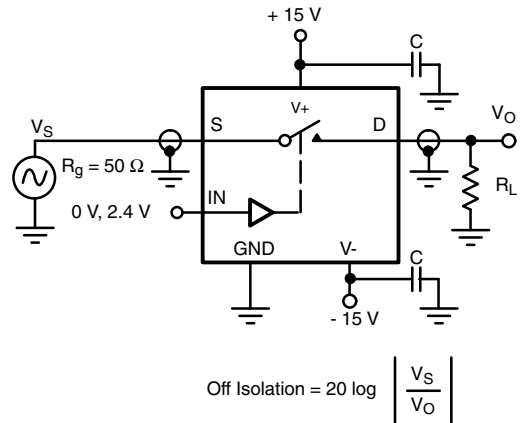 + 15 V
C
V+
S
D
VO
VS
Rg = 50 Ω
RL
IN
0 V, 2.4 V
GND
V-
C
- 15 V
Off Isolation = 20 log | VS / VO |